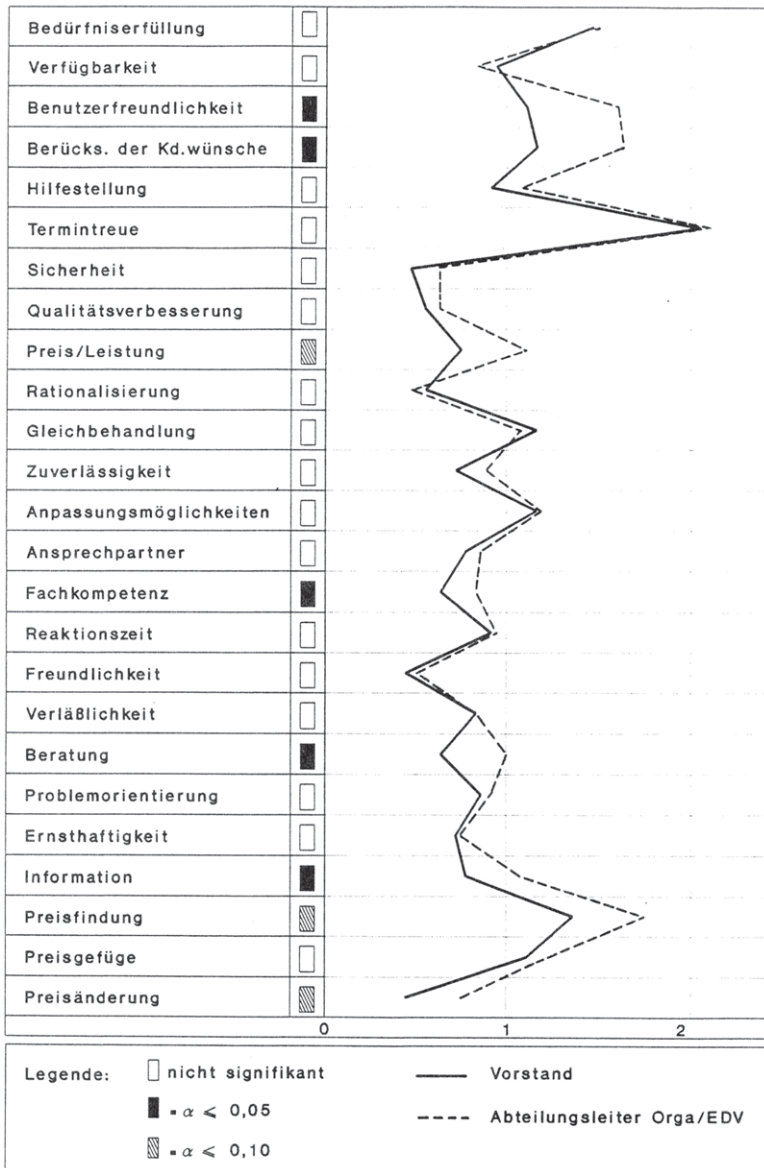 Bedürfniserfüllung
Verfügbarkeit
Benutzerfreundlichkeit
Berücks. der Kd.wünsche
Hilfestellung
Termintreue
Sicherheit
Qualitätsverbesserung
Preis/Leistung
Rationalisierung
Gleichbehandlung
Zuverlässigkeit
Anpassungsmöglichkeiten
Ansprechpartner
Fachkompetenz
Reaktionszeit
Freundlichkeit
Verläßlichkeit
Beratung
Problemorientierung
Ernsthaftigkeit
Information
Preisfindung
Preisgefüge
Preisänderung
0 1 2
Legende: nicht signifikant Vorstand
= α ≤ 0,05 Abteilungsleiter Orga/EDV
= α ≤ 0,10